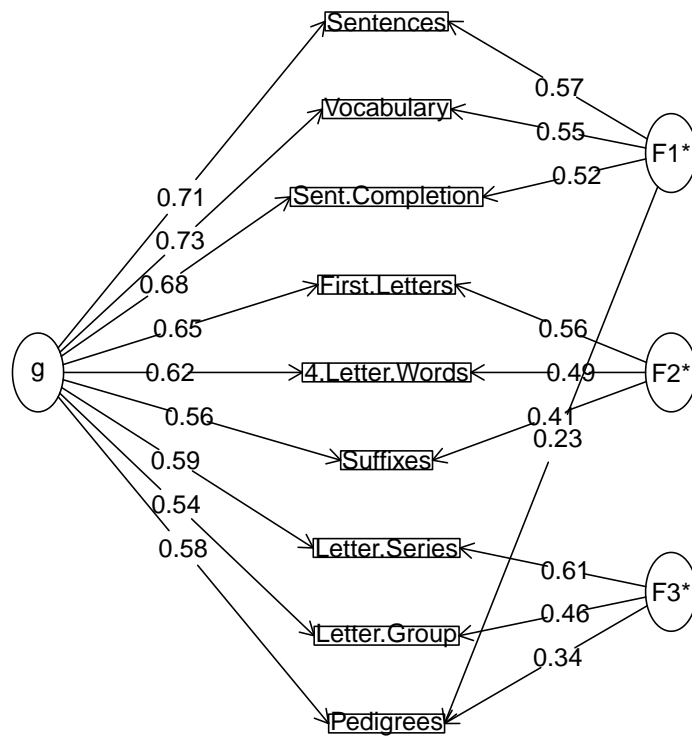 Sentences
0.57
Vocabulary
0.55
F1*
0.52
Sent.Completion
0.71
0.73
0.68
First.Letters
0.65
0.56
g
0.62
4.Letter.Words
0.49
F2*
0.56
0.41
0.23
Suffixes
0.59
0.54
0.58
Letter.Series
0.61
F3*
0.46
Letter.Group
0.34
Pedigrees